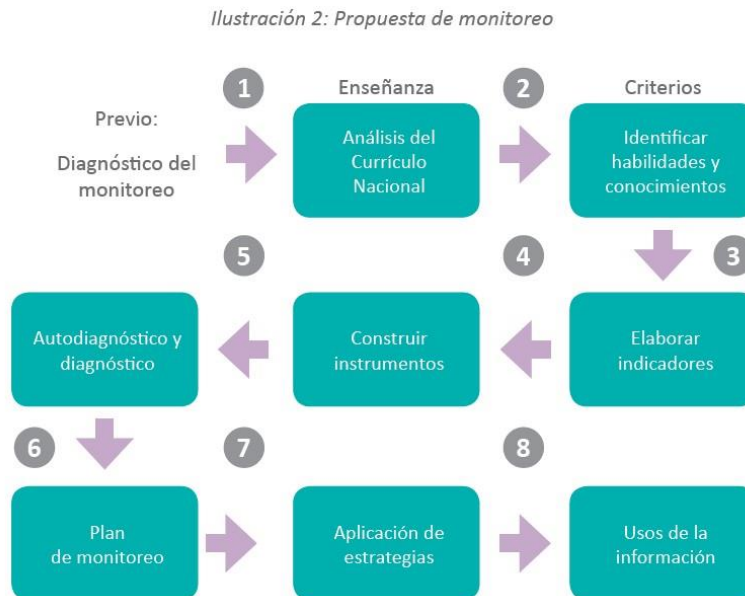 Ilustración 2: Propuesta de monitoreo
Previo:
Diagnóstico del
monitoreo
1
Enseñanza
Análisis del
Currículo
Nacional
2
Criterios
Identificar
habilidades y
conocimientos
3
Elaborar
indicadores
4
Construir
instrumentos
5
Autodiagnóstico y
diagnóstico
6
Plan
de monitoreo
7
Aplicación de
estrategias
8
Usos de la
información